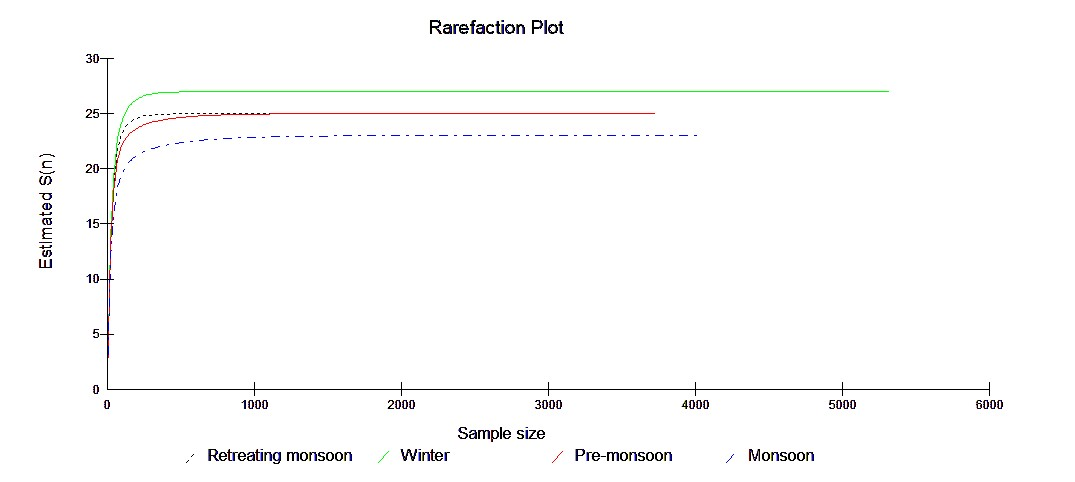 Rarefaction Plot
30
25
20
15
10
5
0
Estimated S(n)
0 1000 2000 3000 4000 5000 6000
Sample size
Retreating monsoon Winter Pre-monsoon Monsoon